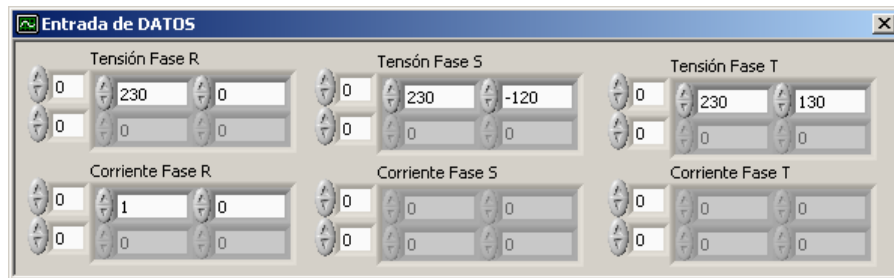 Entrada de DATOS
Tensión Fase R
0 230 0
0 0 0
Tensón Fase S
0 230 -120
0 0 0
Tensión Fase T
0 230 130
0 0 0
Corriente Fase R
0 1 0
0 0 0
Corriente Fase S
0 0 0
0 0 0
Corriente Fase T
0 0 0
0 0 0